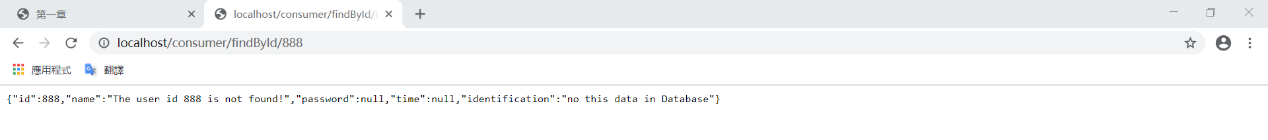 第一章
localhost/consumer/findById/8
localhost/consumer/findById/888
應用程式 翻譯
{"id":888,"name":"The user id 888 is not found!","password":null,"time":null,"identification":"no this data in Database"}